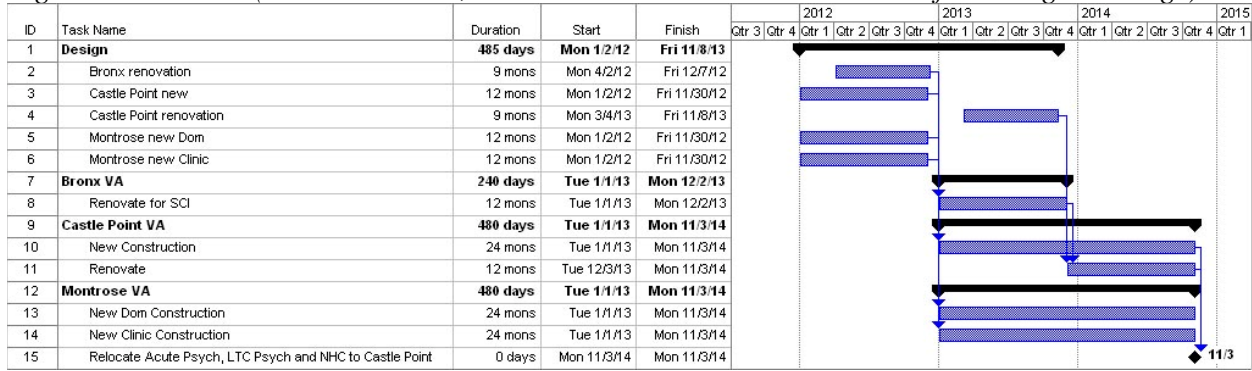 2012 2013 2014 2015
ID Task Name Duration Start Finish Qtr 3 Qtr 4 Qtr 1 Qtr 2 Qtr 3 Qtr 4 Qtr 1 Qtr 2 Qtr 3 Qtr 4 Qtr 1 Qtr 2 Qtr 3 Qtr 4 Qtr 1
1 Design 485 days Mon 1/2/12 Fri 11/8/13
2 Bronx renovation 9 mons Mon 4/2/12 Fri 12/7/12
3 Castle Point new 12 mons Mon 1/2/12 Fri 11/30/12
4 Castle Point renovation 9 mons Mon 3/4/13 Fri 11/8/13
5 Montrose new Dom 12 mons Mon 1/2/12 Fri 11/30/12
6 Montrose new Clinic 12 mons Mon 1/2/12 Fri 11/30/12
7 Bronx VA 240 days Tue 1/1/13 Mon 12/2/13
8 Renovate for SCI 12 mons Tue 1/1/13 Mon 12/2/13
9 Castle Point VA 480 days Tue 1/1/13 Mon 11/3/14
10 New Construction 24 mons Tue 1/1/13 Mon 11/3/14
11 Renovate 12 mons Tue 12/3/13 Mon 11/3/14
12 Montrose VA 480 days Tue 1/1/13 Mon 11/3/14
13 New Dom Construction 24 mons Tue 1/1/13 Mon 11/3/14
14 New Clinic Construction 24 mons Tue 1/1/13 Mon 11/3/14
15 Relocate Acute Psych, LTC Psych and NHC to Castle Point 0 days Mon 11/3/14 Mon 11/3/14 11/3